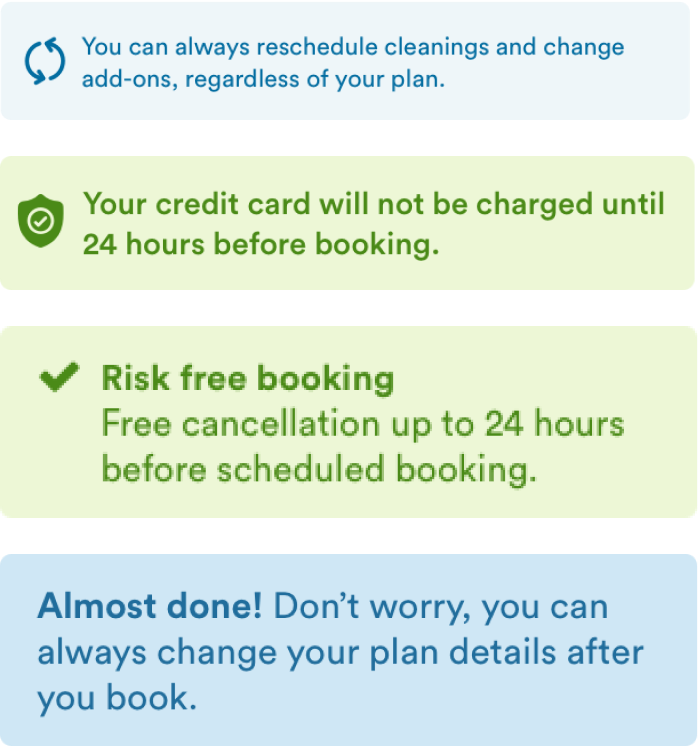 You can always reschedule cleanings and change
add-ons, regardless of your plan.
Your credit card will not be charged until
24 hours before booking.
Risk free booking
Free cancellation up to 24 hours
before scheduled booking.
Almost done! Don’t worry, you can
always change your plan details after
you book.